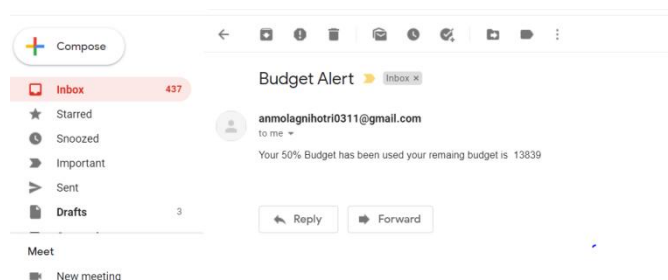 Compose
Inbox 437
Starred
Snoozed
Important
Sent
Drafts 3
Meet
New meeting
Budget Alert Inbox ×
anmolagnihotri0311@gmail.com
to me
Your 50% Budget has been used your remaing budget is 13839
Reply Forward